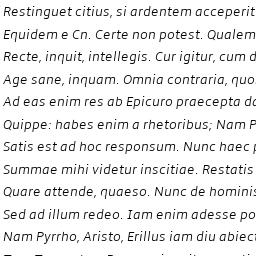 Restinguet citius, si ardentem acceperit
Equidem e Cn. Certe non potest. Qualem
Recte, inquit, intellegis. Cur igitur, cum d
Age sane, inquam. Omnia contraria, quo
Ad eas enim res ab Epicuro praecepta da
Quippe: habes enim a rhetoribus; Nam P
Satis est ad hoc responsum. Nunc haec p
Summae mihi videtur inscitiae. Restatis
Quare attende, quaeso. Nunc de hominis
Sed ad illum redeo. Iam enim adesse po
Nam Pyrrho, Aristo, Erillus iam diu abiect